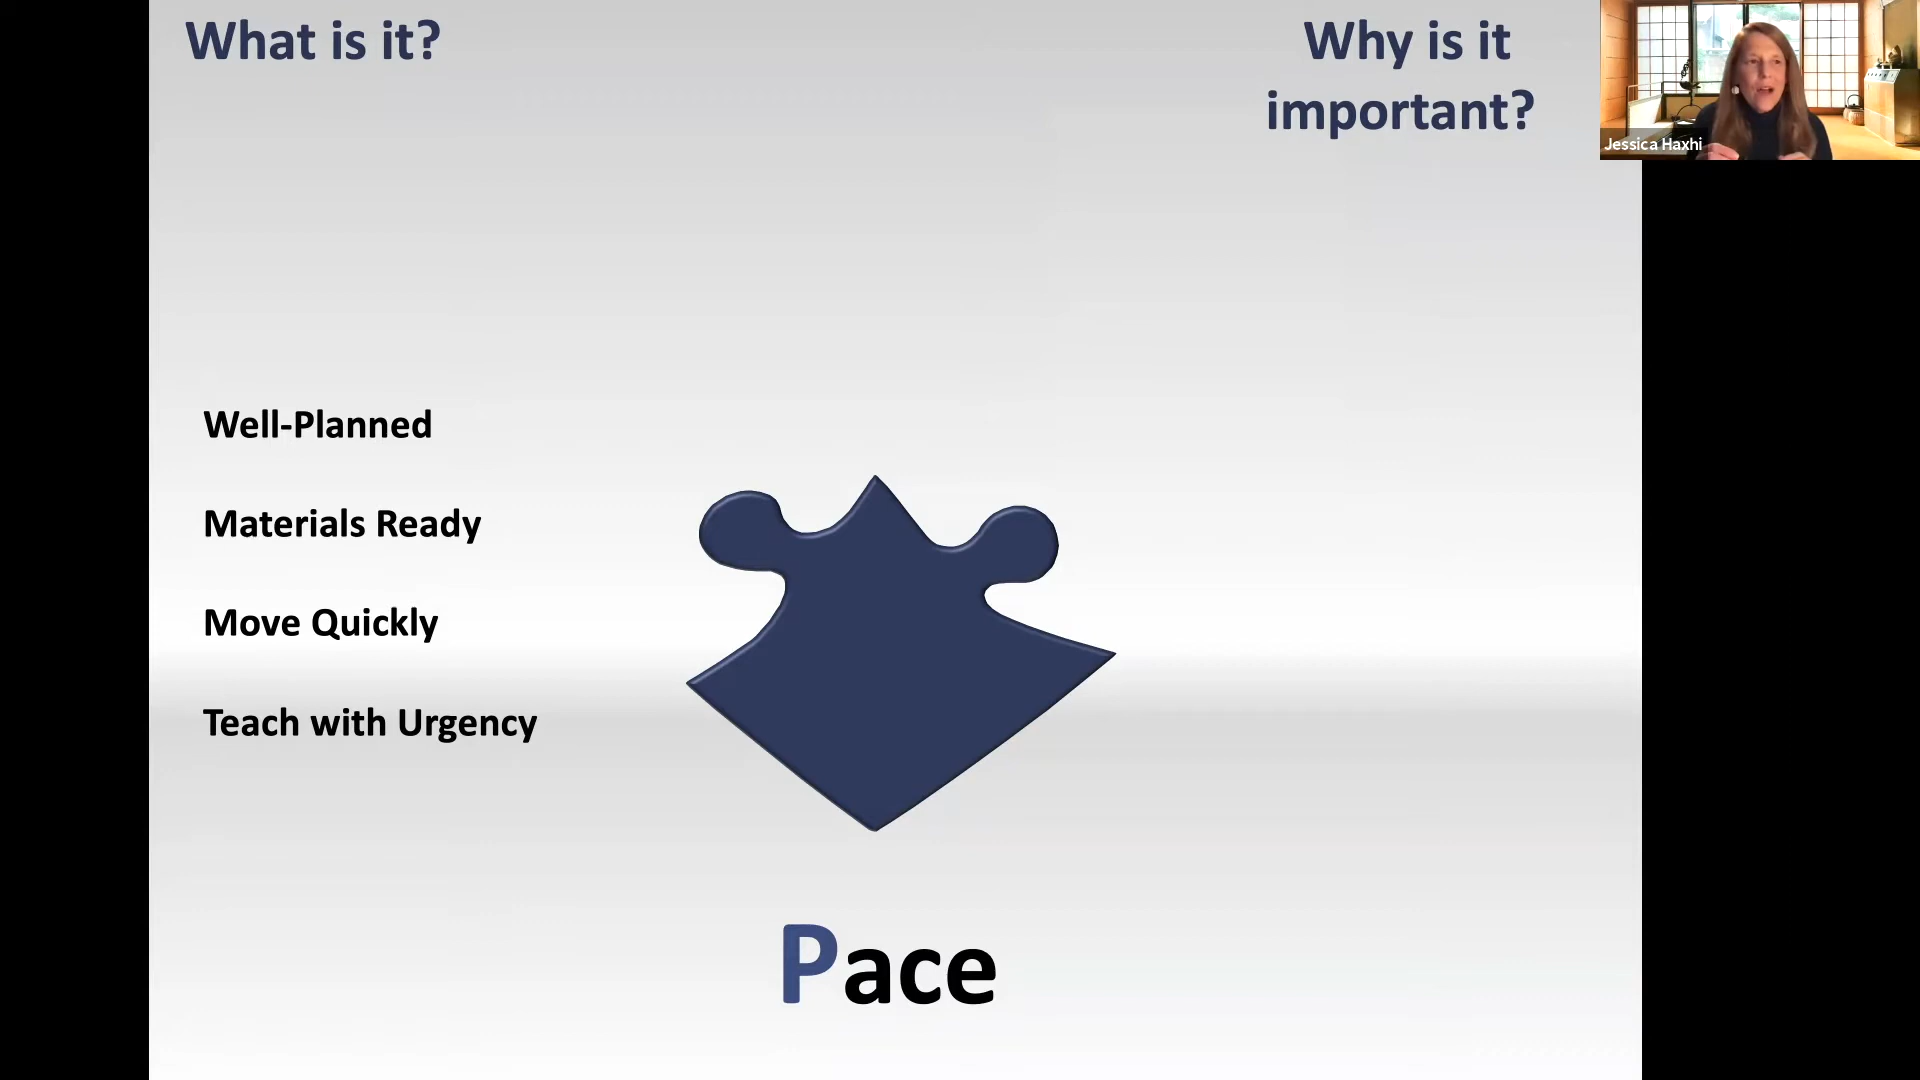 What is it?
Why is it
important?
Jessica Haxhi
Well-Planned
Materials Ready
Move Quickly
Teach with Urgency
Pace